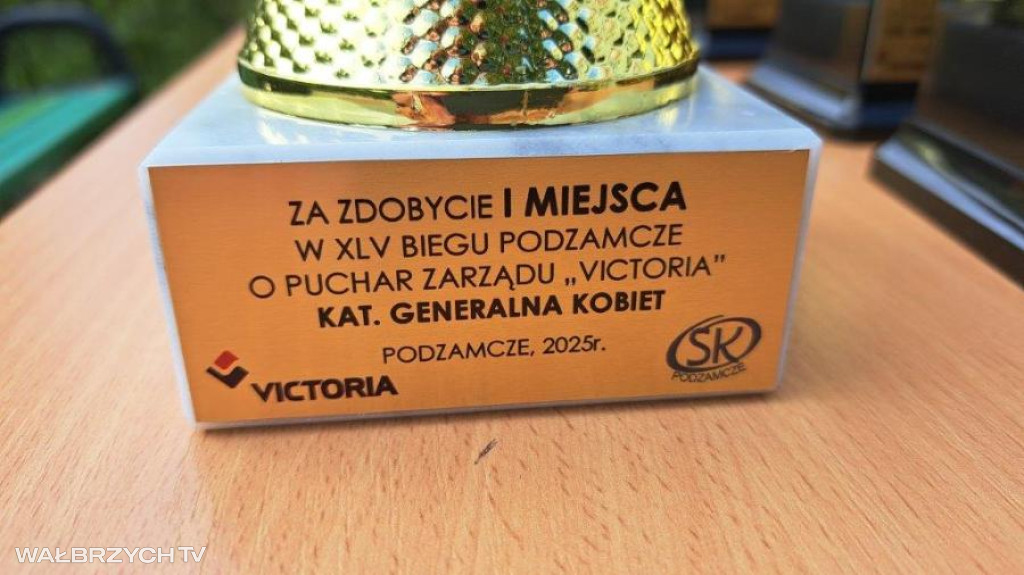 ZA ZDOBYCIE I MIEJSCA
W XLV BIEGU PODZAMCZE
O PUCHAR ZARZĄDU „VICTORIA”
KAT. GENERALNA KOBIET
PODZAMCZE, 2025r.
VICTORIA
SK
PODZAMCZE
WAŁBRZYCH TV